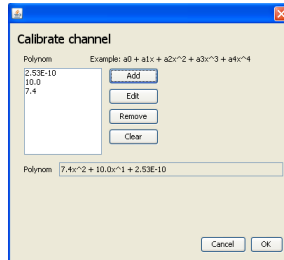 Calibrate channel
Polynom Example: a0 + a1x + a2x^2 + a3x^3 + a4x^4
2.53E-10
10.0
7.4
Add
Edit
Remove
Clear
Polynom 7.4x^2 + 10.0x^1 + 2.53E-10
Cancel OK